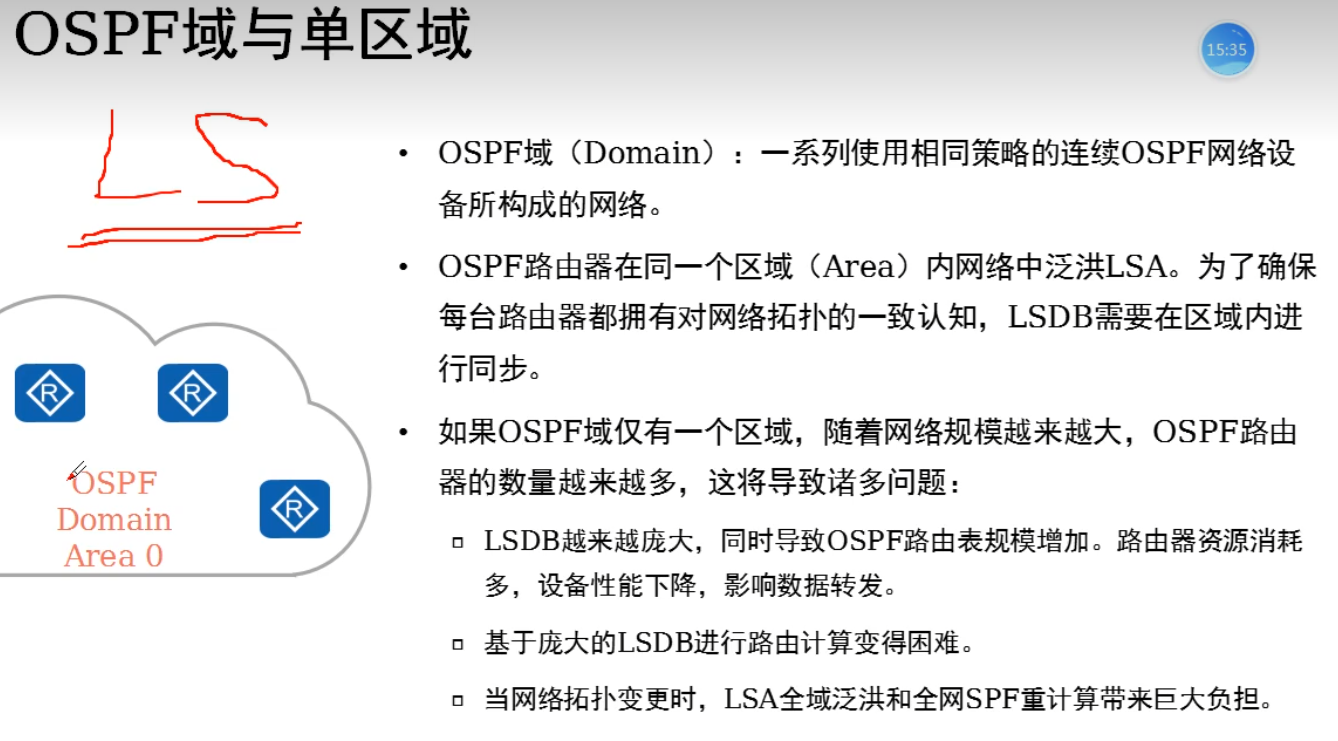 OSPF域与单区域
15:35
LS
• OSPF域（Domain）：一系列使用相同策略的连续OSPF网络设
备所构成的网络。
• OSPF路由器在同一个区域（Area）内网络中泛洪LSA。为了确保
每台路由器都拥有对网络拓扑的一致认知，LSDB需要在区域内进
行同步。
• 如果OSPF域仅有一个区域，随着网络规模越来越大，OSPF路由
器的数量越来越多，这将导致诸多问题：
▫ LSDB越来越庞大，同时导致OSPF路由表规模增加。路由器资源消耗
多，设备性能下降，影响数据转发。
▫ 基于庞大的LSDB进行路由计算变得困难。
▫ 当网络拓扑变更时，LSA全域泛洪和全网SPF重计算带来巨大负担。
R
R
R
OSPF
Domain
Area 0